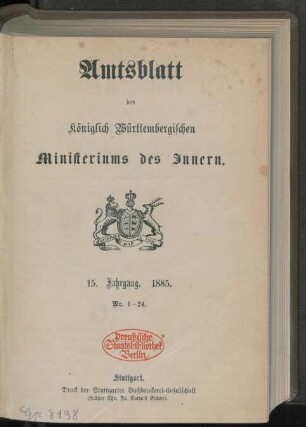 Amtsblatt
des
Königlich Württembergischen
Ministeriums des Innern.
15. Jahrgang. 1885.
Nr. 1–24.
Preußische
Staatsbibliothek
Berlin
Stuttgart.
Druck der Stuttgarter Buchdruckerei-Gesellschaft
8198